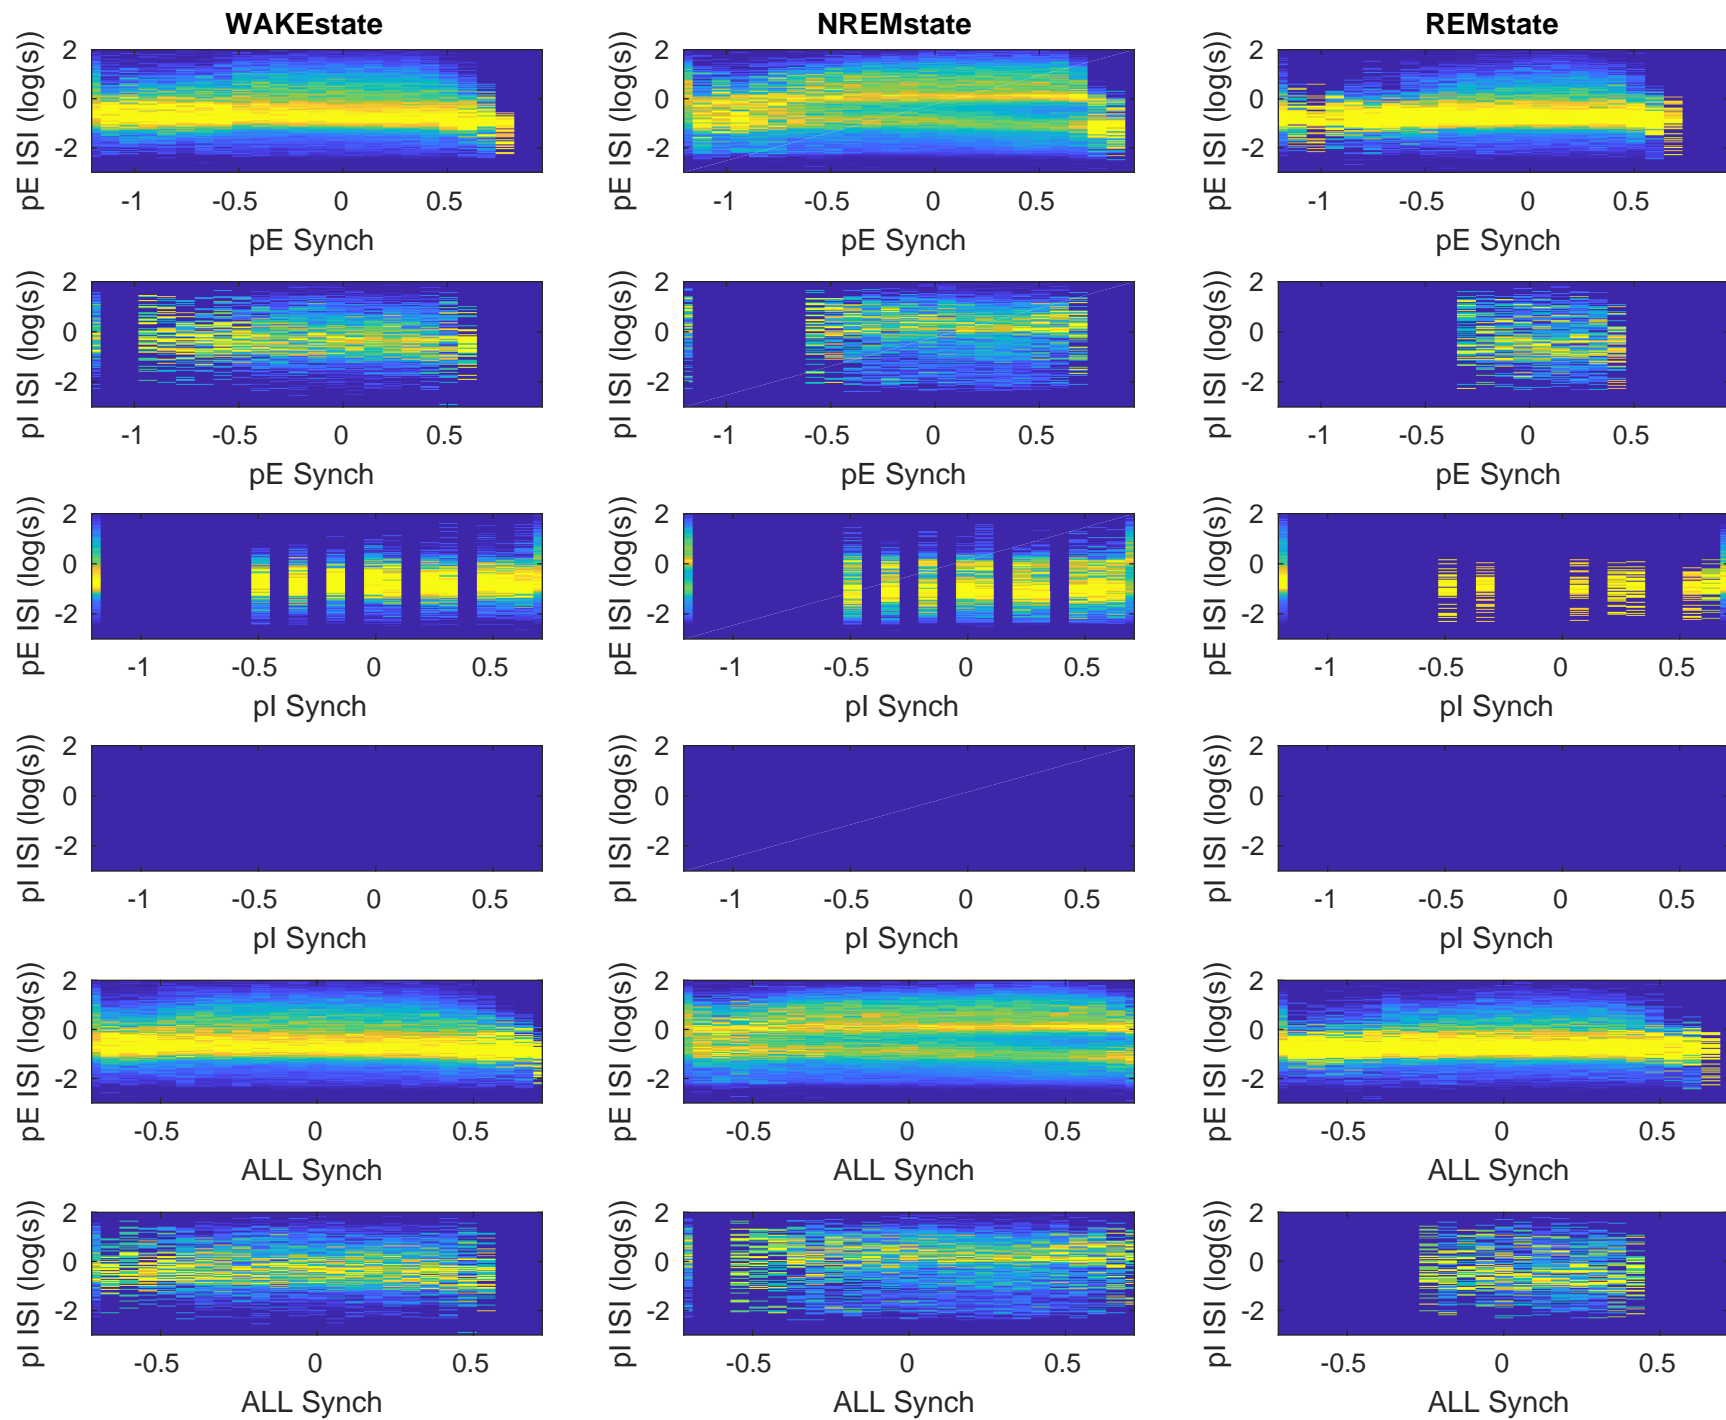 WAKEstate NREMstate REMstate
pE ISI (log(s)) 2 0 -2 pE ISI (log(s)) 2 0 -2 pE ISI (log(s)) 2 0 -2
-1 -0.5 0 0.5 -1 -0.5 0 0.5 -1 -0.5 0 0.5
pE Synch pE Synch pE Synch
pI ISI (log(s)) 2 0 -2 pI ISI (log(s)) 2 0 -2 pI ISI (log(s)) 2 0 -2
-1 -0.5 0 0.5 -1 -0.5 0 0.5 -1 -0.5 0 0.5
pE Synch pE Synch pE Synch
pE ISI (log(s)) 2 0 -2 pE ISI (log(s)) 2 0 -2 pE ISI (log(s)) 2 0 -2
-1 -0.5 0 0.5 -1 -0.5 0 0.5 -1 -0.5 0 0.5
pI Synch pI Synch pI Synch
pI ISI (log(s)) 2 0 -2 pI ISI (log(s)) 2 0 -2 pI ISI (log(s)) 2 0 -2
-1 -0.5 0 0.5 -1 -0.5 0 0.5 -1 -0.5 0 0.5
pI Synch pI Synch pI Synch
pE ISI (log(s)) 2 0 -2 pE ISI (log(s)) 2 0 -2 pE ISI (log(s)) 2 0 -2
-0.5 0 0.5 -0.5 0 0.5 -0.5 0 0.5
ALL Synch ALL Synch ALL Synch
pI ISI (log(s)) 2 0 -2 pI ISI (log(s)) 2 0 -2 pI ISI (log(s)) 2 0 -2
-0.5 0 0.5 -0.5 0 0.5 -0.5 0 0.5
ALL Synch ALL Synch ALL Synch